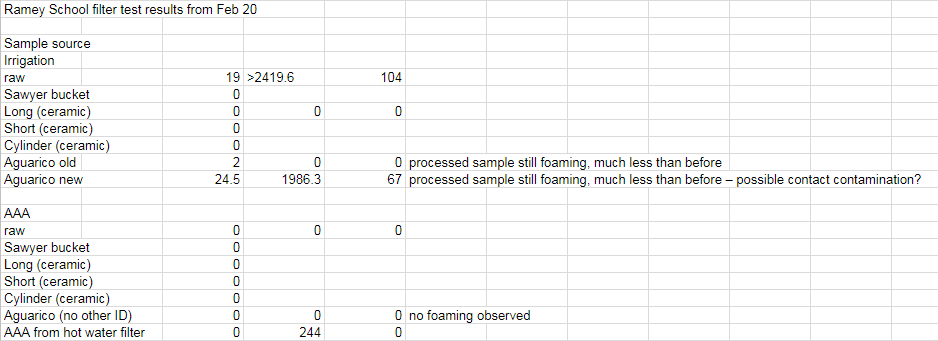 Ramey School filter test results from Feb 20
Sample source
Irrigation
raw 19 >2419.6 104
Sawyer bucket 0
Long (ceramic) 0 0 0
Short (ceramic) 0
Cylinder (ceramic) 0
Aguarico old 2 0 0 processed sample still foaming, much less than before
Aguarico new 24.5 1986.3 67 processed sample still foaming, much less than before – possible contact contamination?
AAA
raw 0 0 0
Sawyer bucket 0
Long (ceramic) 0
Short (ceramic) 0
Cylinder (ceramic) 0
Aguarico (no other ID) 0 0 0 no foaming observed
AAA from hot water filter 0 244 0